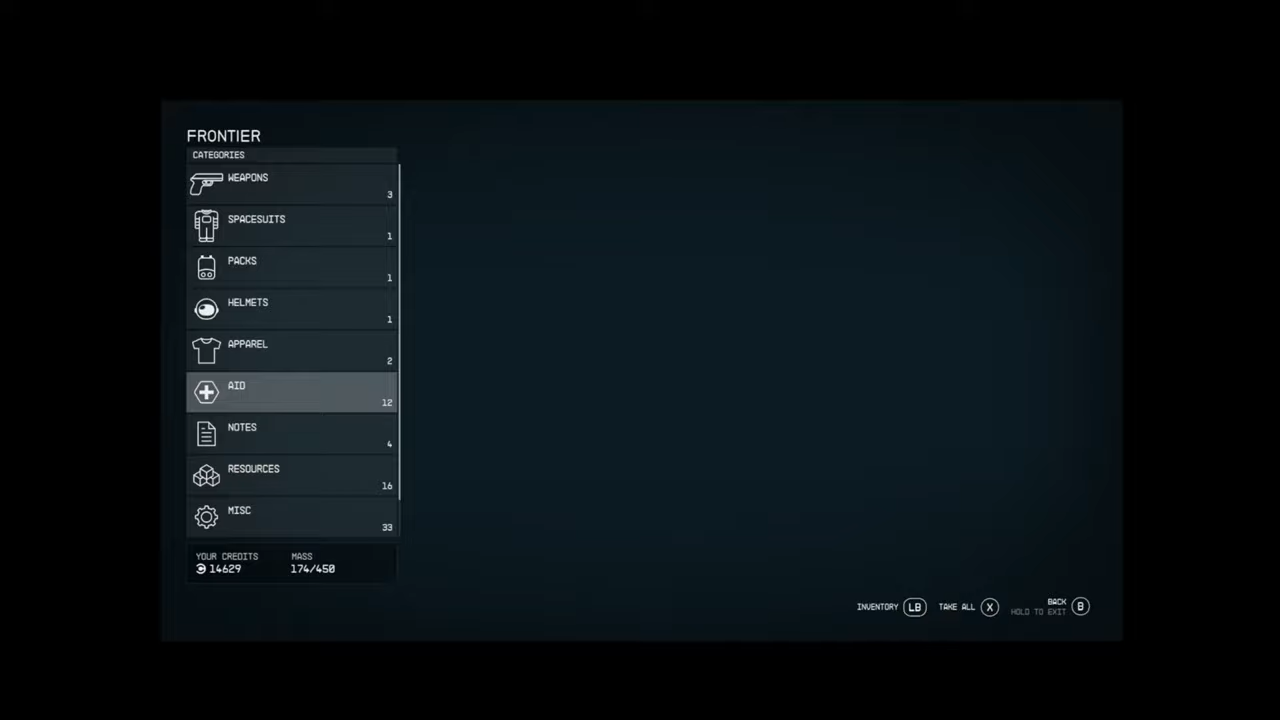 FRONTIER
CATEGORIES
WEAPONS
3
SPACESUITS
1
PACKS
1
HELMETS
1
APPAREL
2
AID
12
NOTES
4
RESOURCES
16
MISC
33
YOUR CREDITS MASS
14629 174/450
INVENTORY LB TAKE ALL X BACK B
HOLD TO EXIT